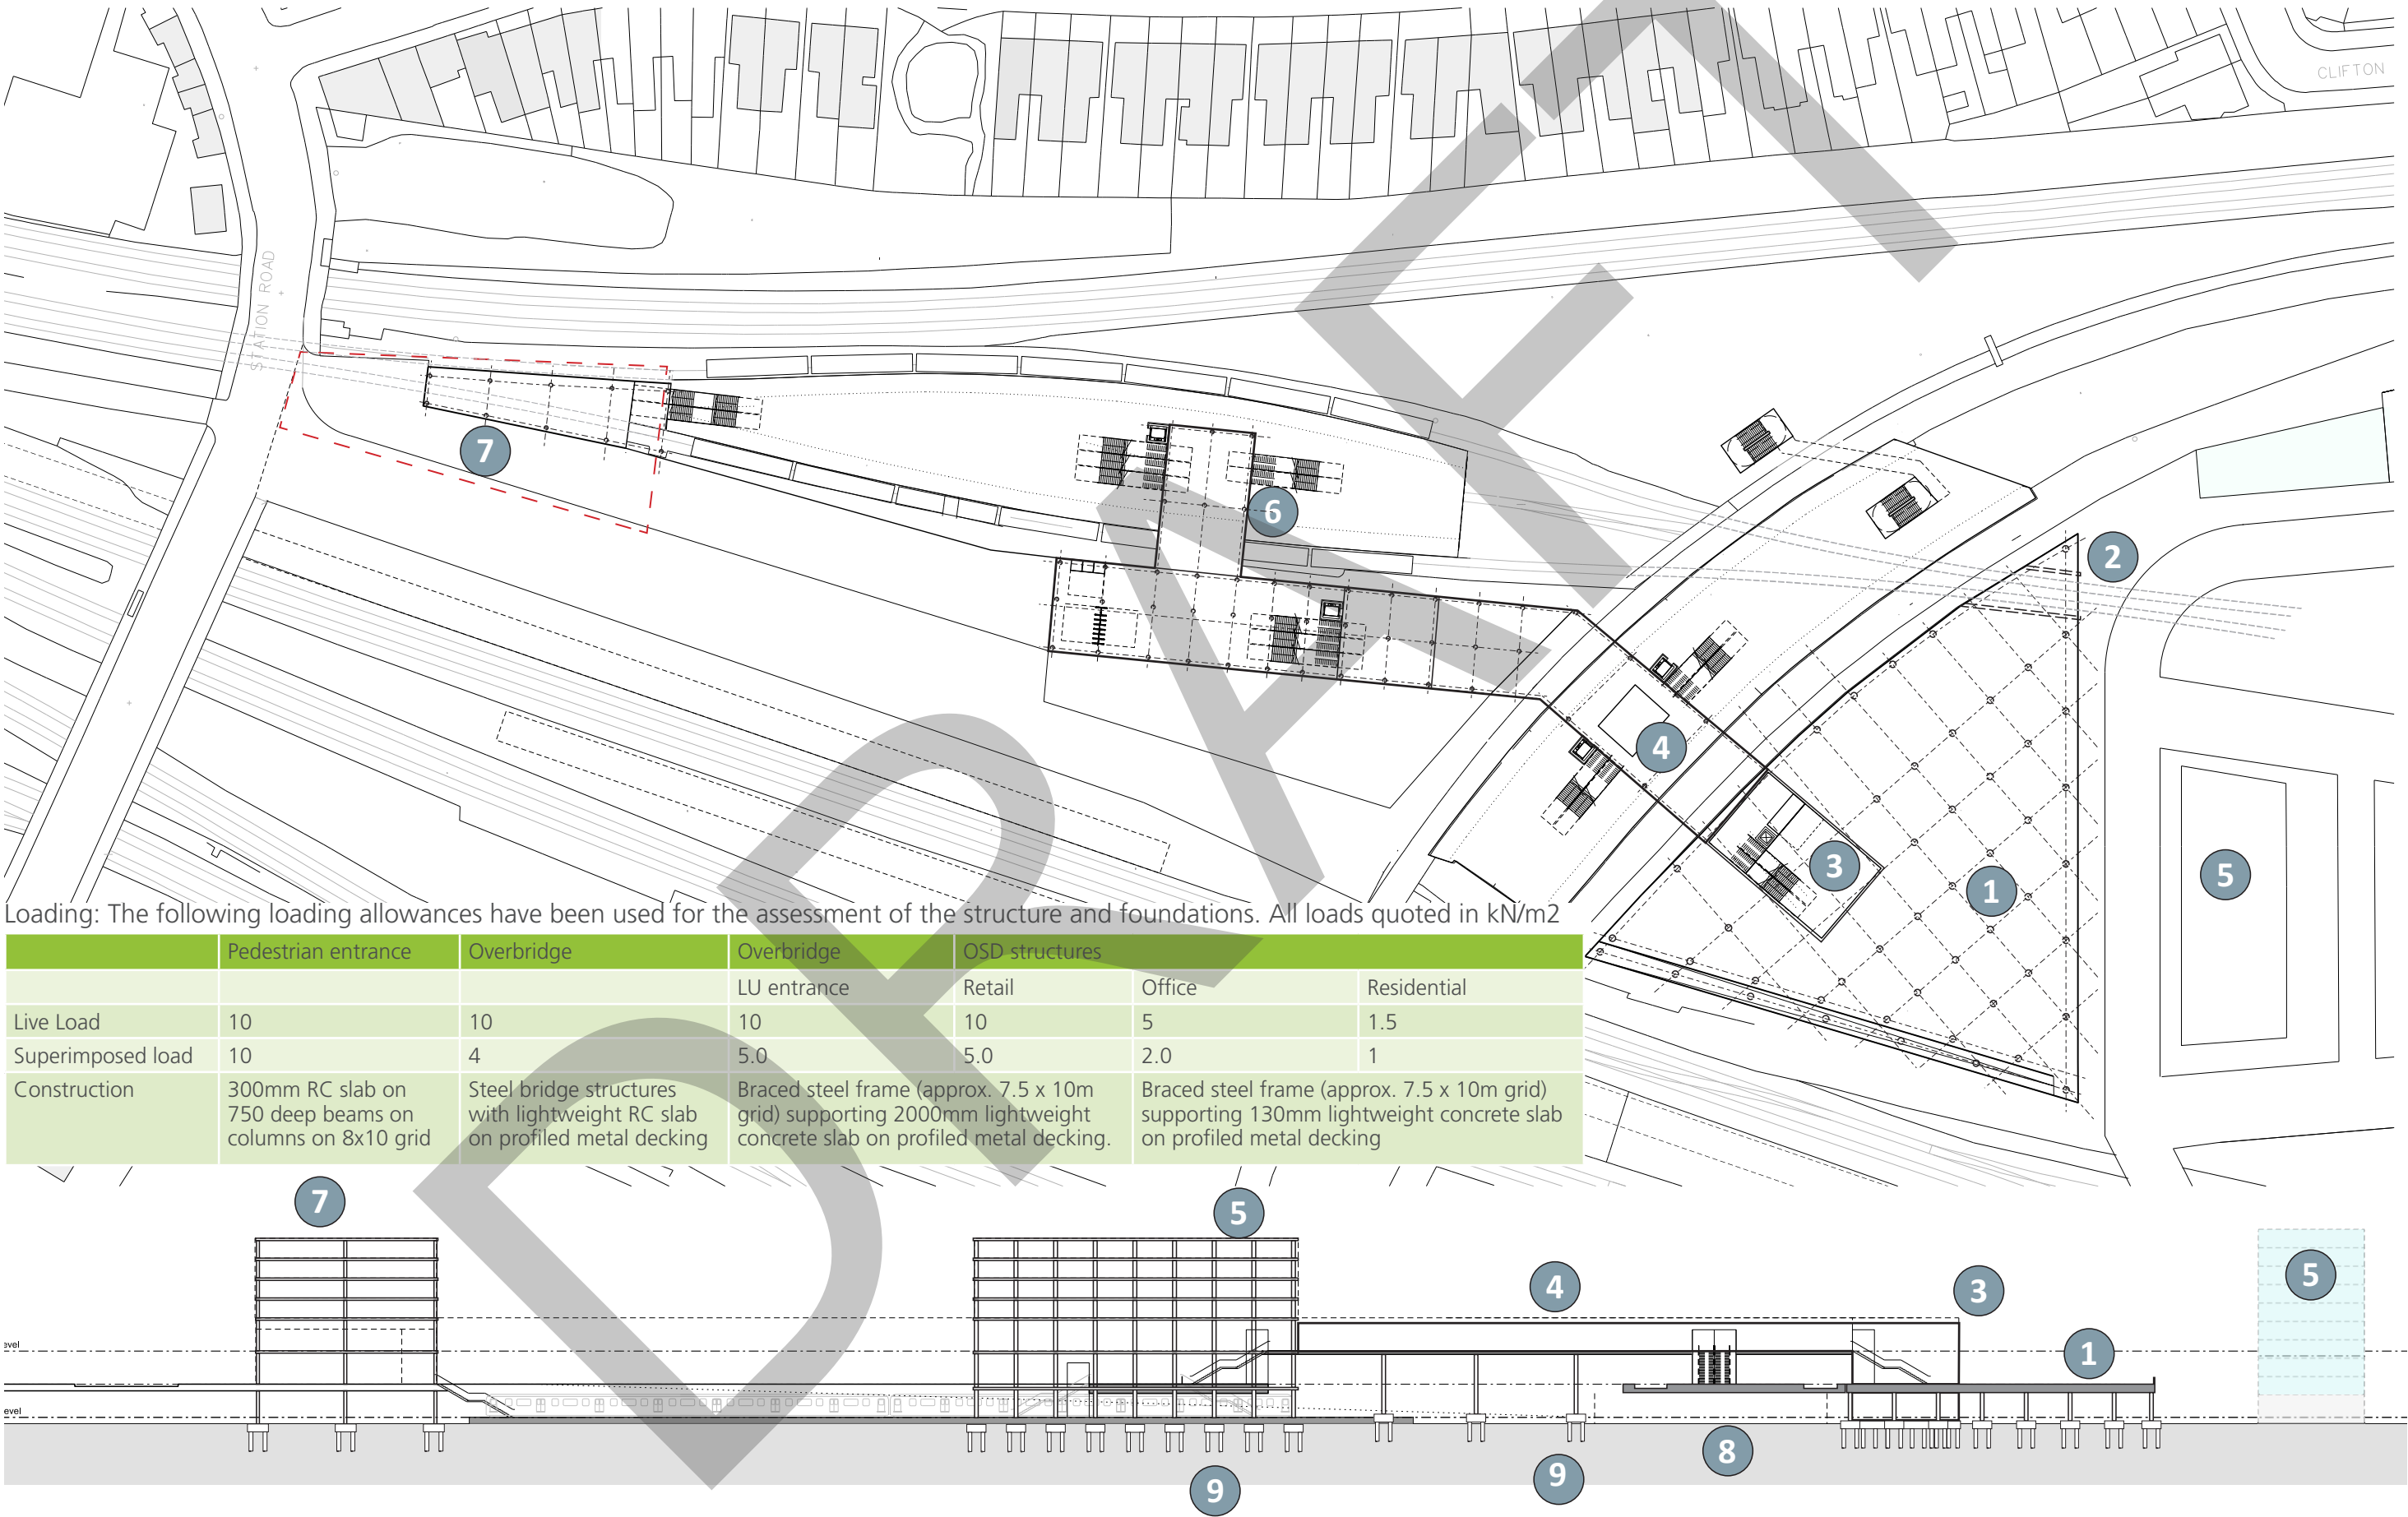 CLIFTON
STATION ROAD
7
6
2
4
3
1
5
Loading: The following loading allowances have been used for the assessment of the structure and foundations. All loads quoted in kN/m2
Pedestrian entrance Overbridge Overbridge OSD structures
LU entrance Retail Office Residential
Live Load 10 10 10 10 5 1.5
Superimposed load 10 4 5.0 5.0 2.0 1
Construction
300mm RC slab on
750 deep beams on
columns on 8x10 grid
Steel bridge structures
with lightweight RC slab
on profiled metal decking
Braced steel frame (approx. 7.5 x 10m
grid) supporting 2000mm lightweight
concrete slab on profiled metal decking.
Braced steel frame (approx. 7.5 x 10m grid)
supporting 130mm lightweight concrete slab
on profiled metal decking
7
5
4
3
5
1
evel
evel
8
9
9
DRAFT